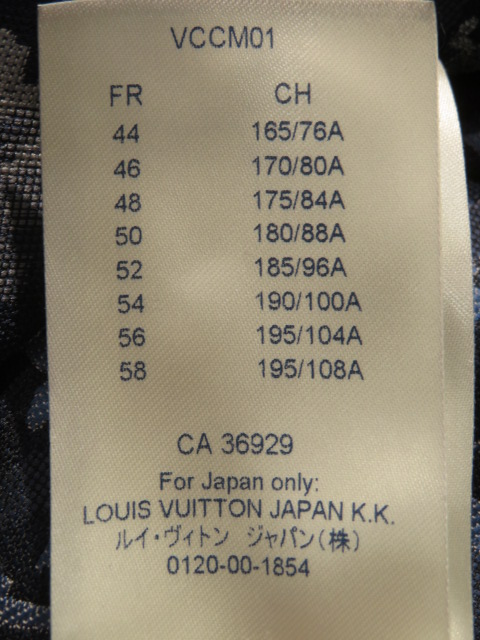 VCCM01
FR CH
44 165/76A
46 170/80A
48 175/84A
50 180/88A
52 185/96A
54 190/100A
56 195/104A
58 195/108A
CA 36929
For Japan only:
LOUIS VUITTON JAPAN K.K.
ルイ・ヴィトン ジャパン(株)
0120-00-1854